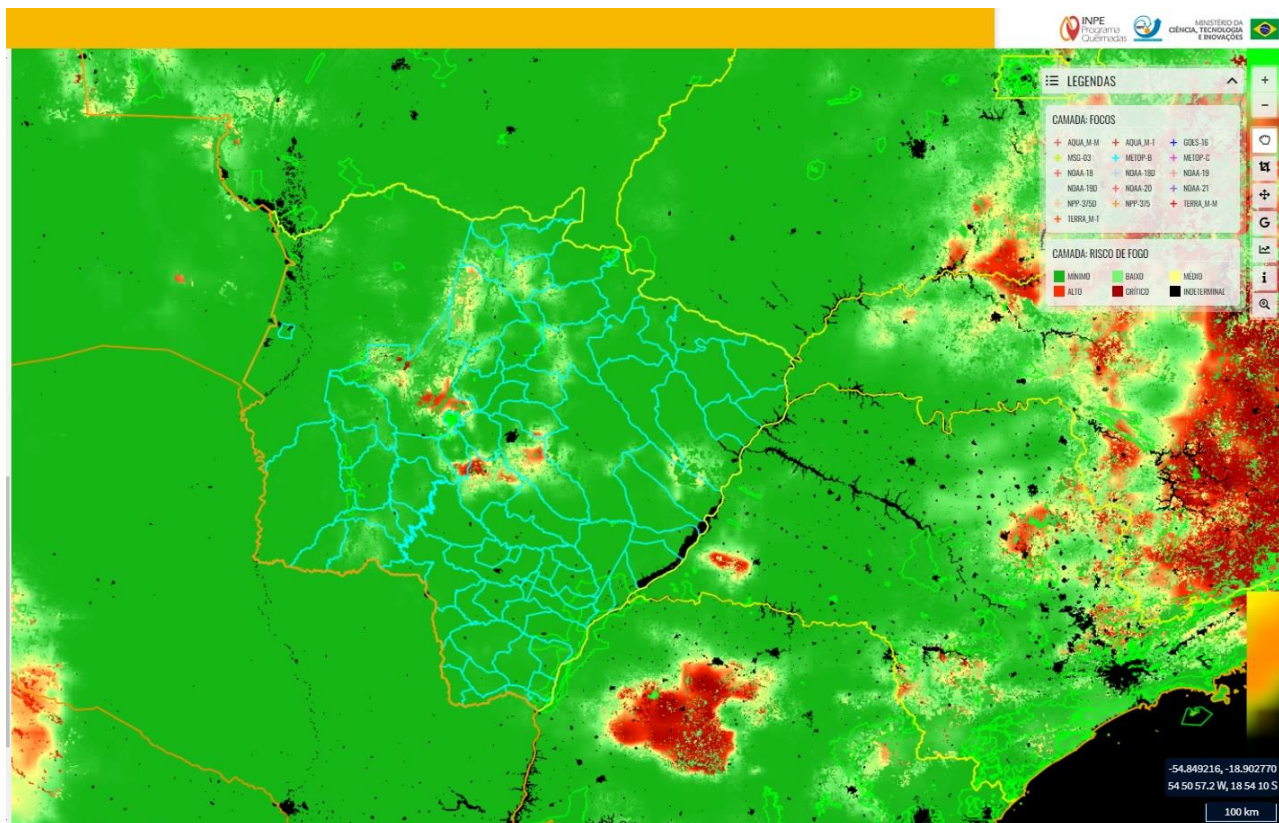 INPE
Programa
Queimadas
MINISTÉRIO DA
CIÊNCIA, TECNOLOGIA
E INOVAÇÕES
LEGENDAS
CAMADA: FOCOS
AQUA_M-M AQUA_M-T GOES-16
MSG-03 METOP-B METOP-C
NOAA-18 NOAA-18D NOAA-19
NOAA-19D NOAA-20 NOAA-21
NPP-375D NPP-375 TERRA_M-M
TERRA_M-T
CAMADA: RISCO DE FOGO
MÍNIMO BAIXO MÉDIO
ALTO CRÍTICO INDETERMINAD
-54.849216, -18.902770
54 50 57.2 W, 18 54 10 S
100 km